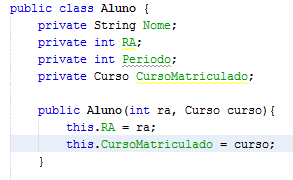 public class Aluno {
private String Nome;
private int RA;
private int Periodo;
private Curso CursoMatriculado;
public Aluno(int ra, Curso curso){
this.RA = ra;
this.CursoMatriculado = curso;
}